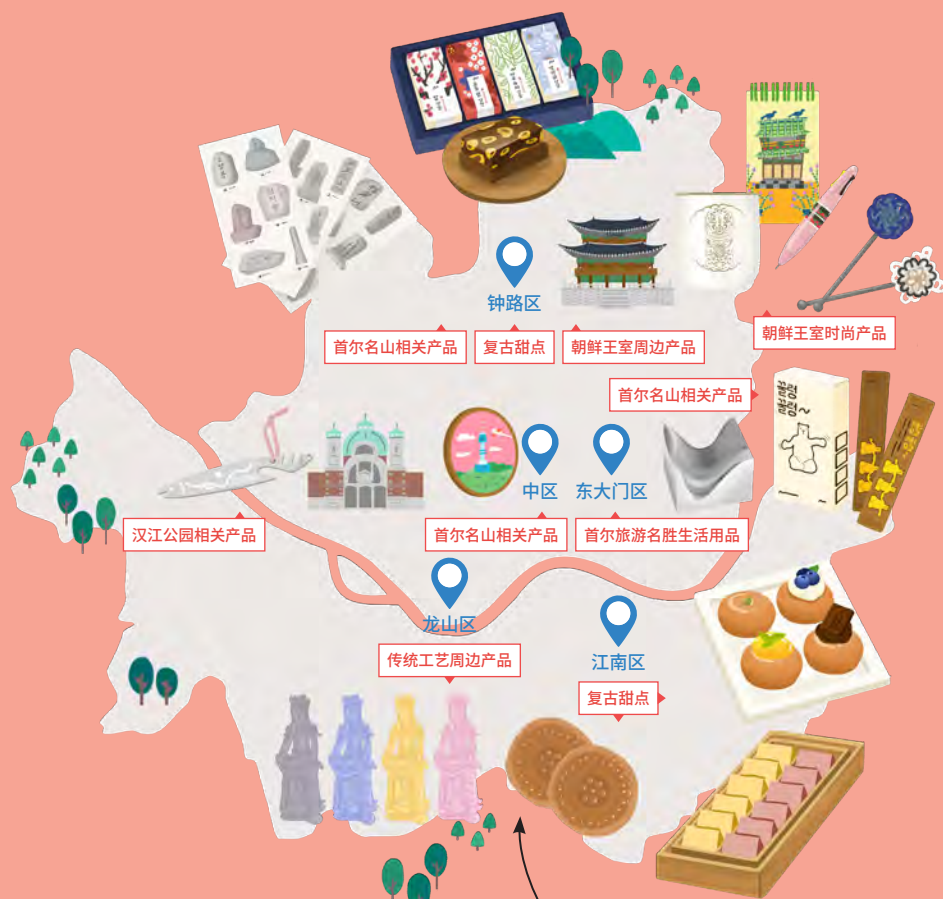 钟路区
首尔名山相关产品
复古甜点
朝鲜王室周边产品
朝鲜王室时尚产品
首尔名山相关产品
中区
东大门区
汉江公园相关产品
首尔名山相关产品
首尔旅游名胜生活用品
龙山区
传统工艺周边产品
江南区
复古甜点